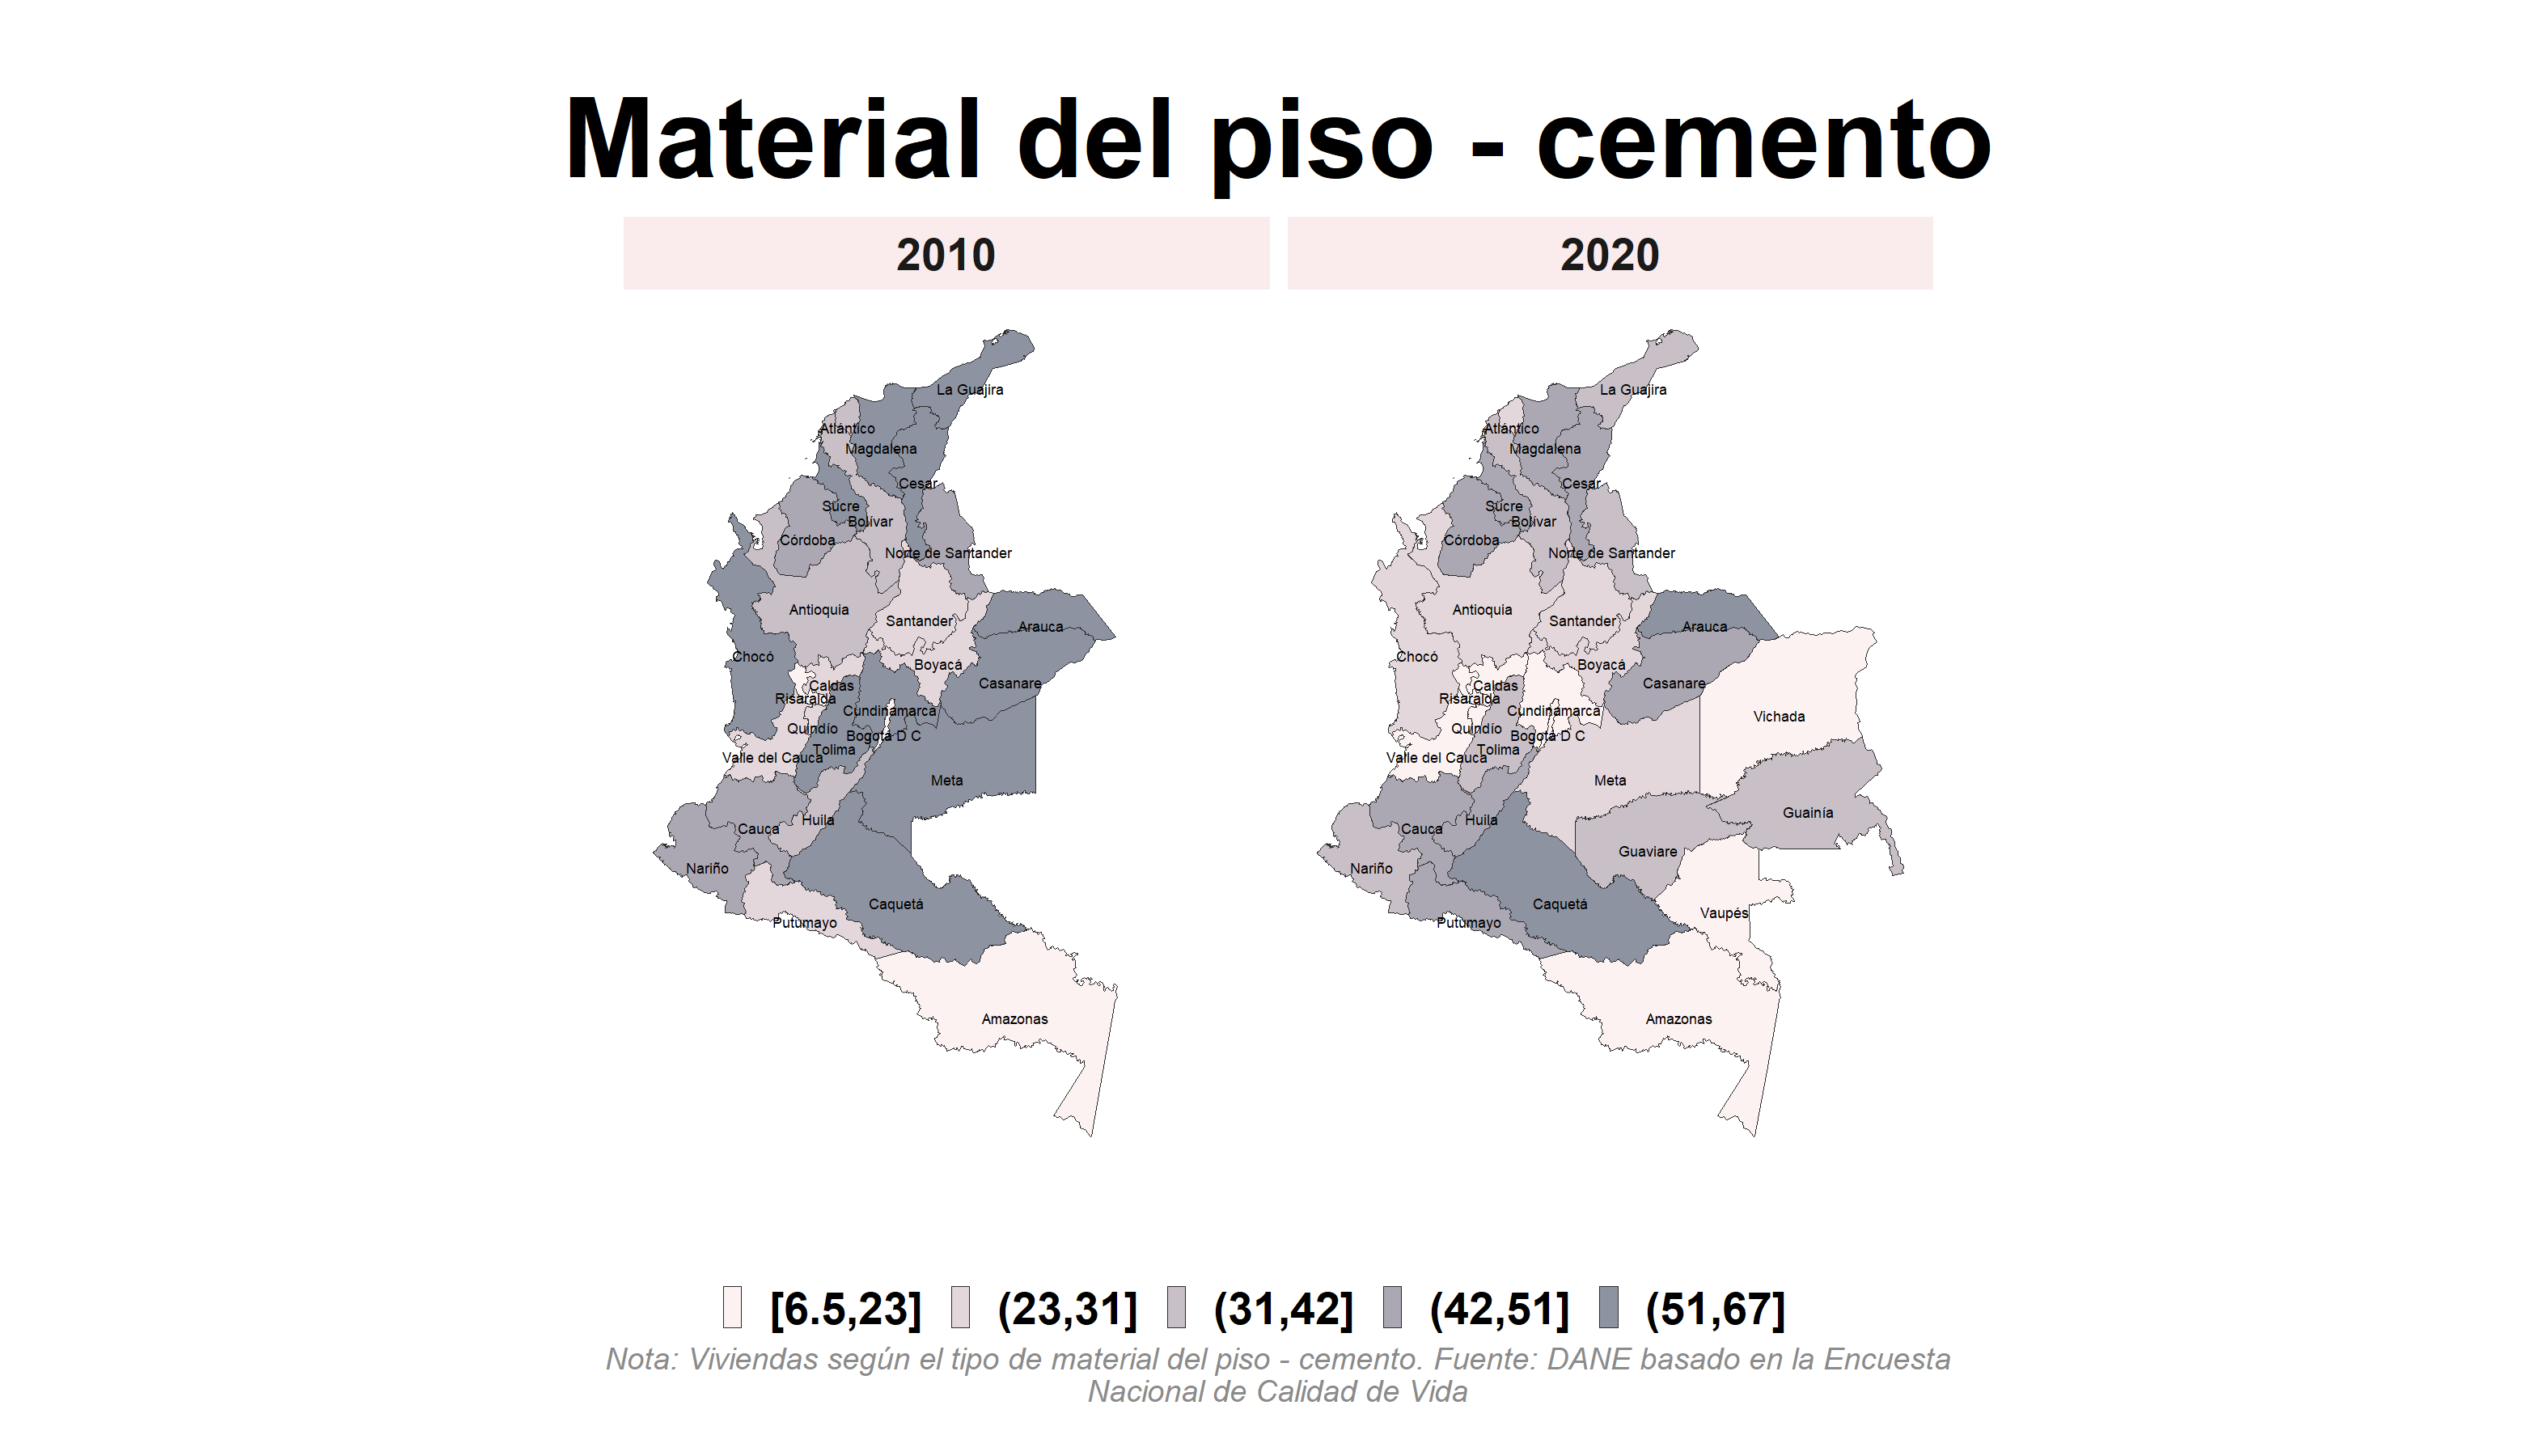 Material del piso - cemento
2010
2020
La Guajira
Atlántico
Magdalena
Cesar
Sucre
Bolívar
Córdoba
Norte de Santander
Antioquia
Santander
Arauca
Chocó
Boyacá
Casanare
Caldas
Risaralda
Cundinamarca
Quindío
Bogotá D C
Tolima
Valle del Cauca
Meta
Huila
Cauca
Nariño
Caquetá
Putumayo
Amazonas
La Guajira
Atlántico
Magdalena
Cesar
Sucre
Bolívar
Córdoba
Norte de Santander
Antioquia
Santander
Arauca
Chocó
Boyacá
Casanare
Caldas
Risaralda
Cundinamarca
Vichada
Quindío
Bogotá D C
Tolima
Valle del Cauca
Meta
Guainía
Huila
Cauca
Guaviare
Nariño
Caquetá
Vaupés
Putumayo
Amazonas
[6.5,23] (23,31] (31,42] (42,51] (51,67]
Nota: Viviendas según el tipo de material del piso - cemento. Fuente: DANE basado en la Encuesta
Nacional de Calidad de Vida